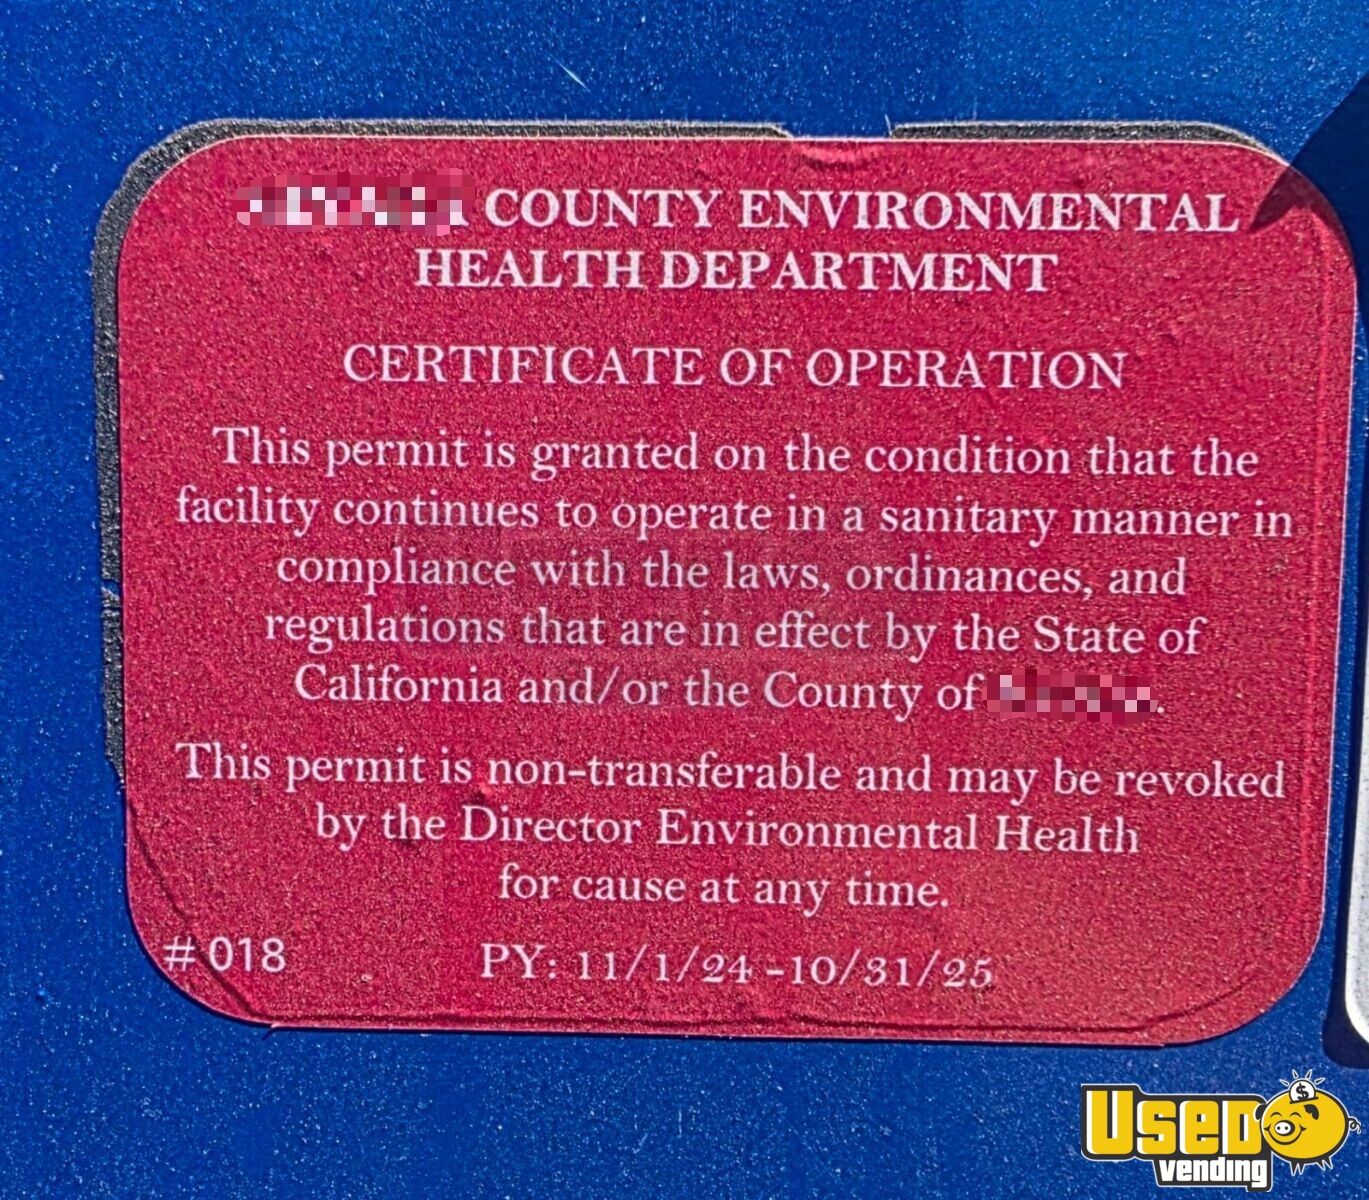 COUNTY ENVIRONMENTAL
HEALTH DEPARTMENT
CERTIFICATE OF OPERATION
This permit is granted on the condition that the
facility continues to operate in a sanitary manner in
compliance with the laws, ordinances, and
regulations that are in effect by the State of
California and/or the County of
This permit is non-transferable and may be revoked
by the Director Environmental Health
for cause at any time.
#018 PY: 11/1/24 -10/31/25
USED
vending